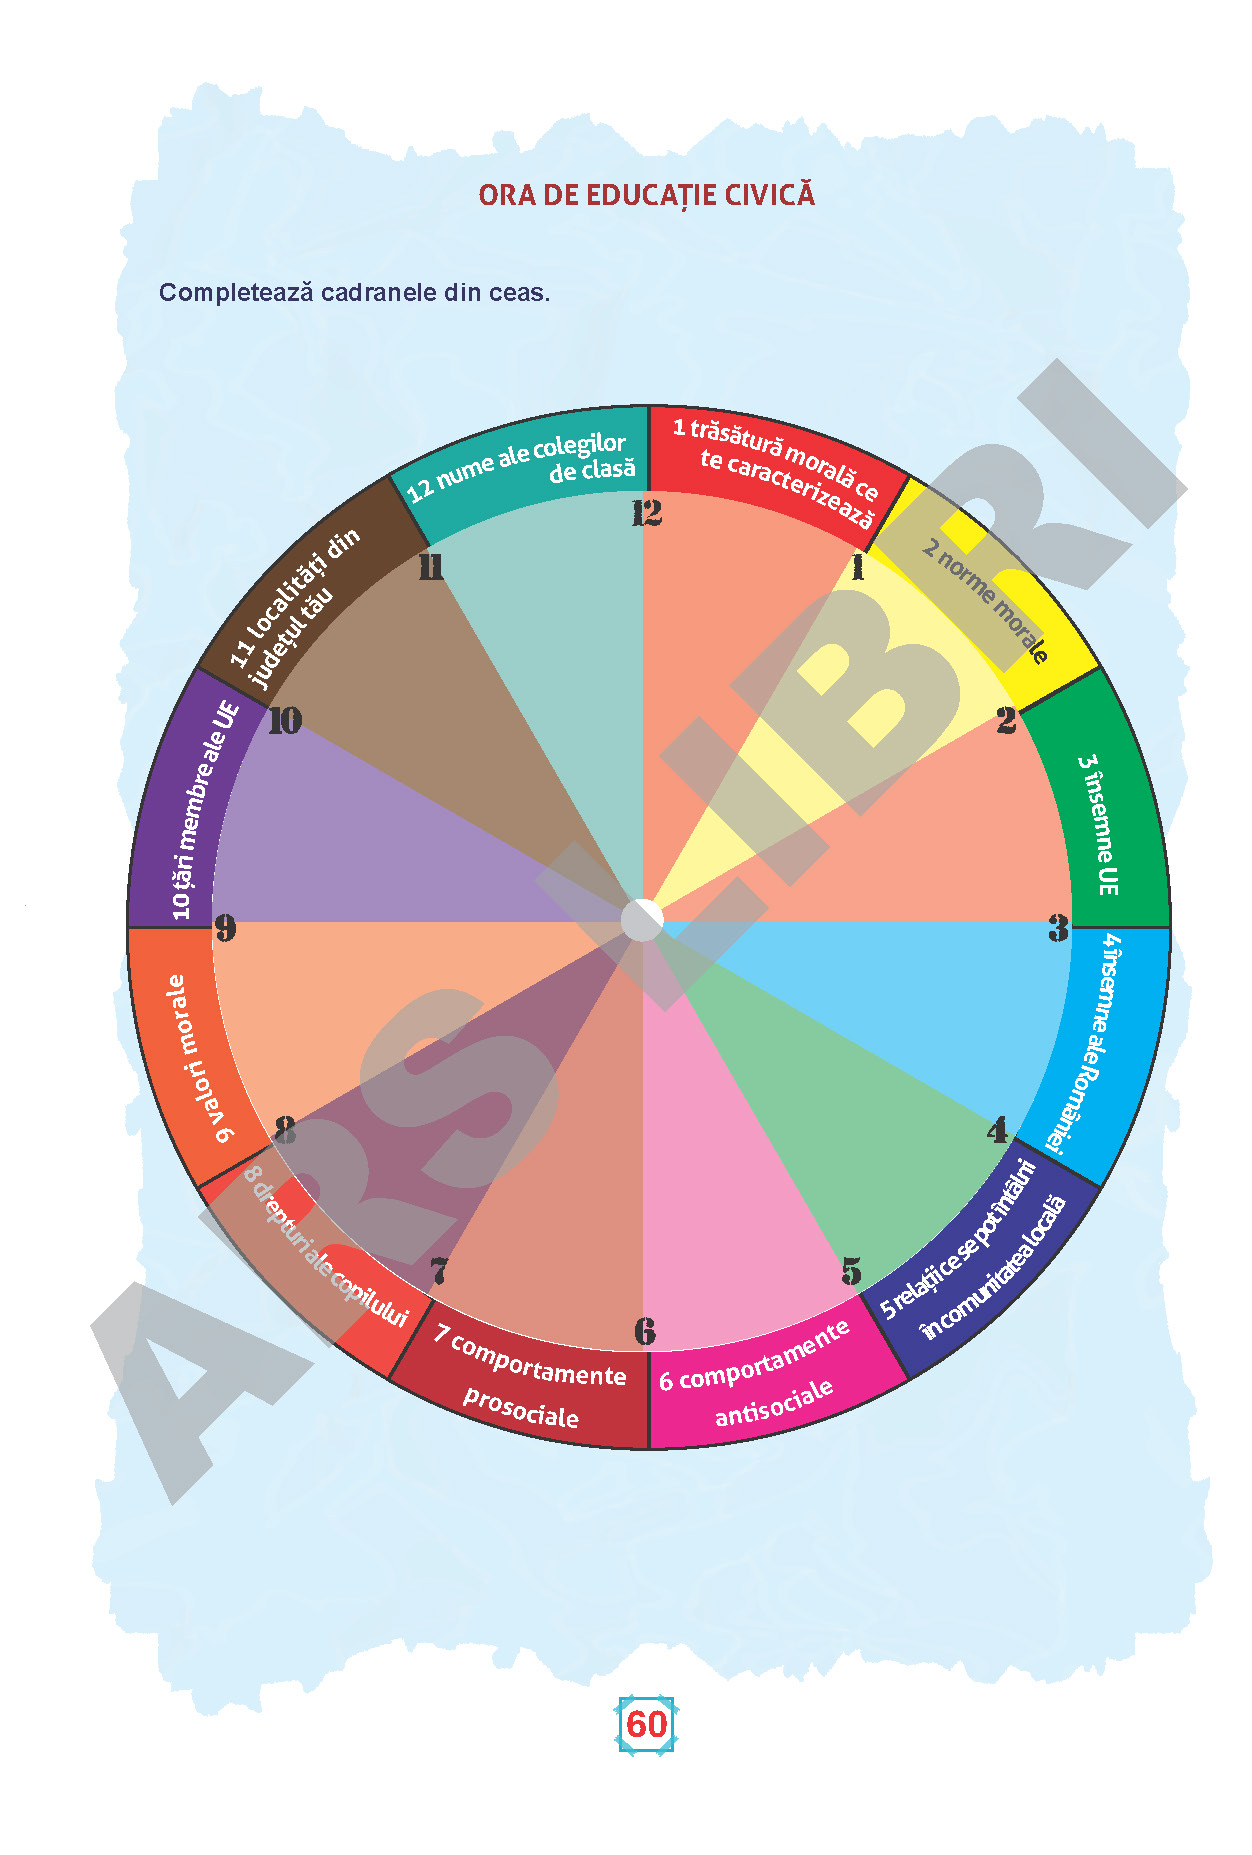 ORA DE EDUCAȚIE CIVICĂ
Completează cadranele din ceas.
1 trăsătură morală ce
te caracterizează
2 norme morale
3 însemne UE
4 însemne ale României
5 relații ce se pot întâlni
în comunitatea locală
6 comportamente
antisociale
7 comportamente
prosociale
8 drepturi ale copilului
9 valori morale
10 țări membre ale UE
11 localități din
județul tău
12 nume ale colegilor
de clasă
12
1
2
3
4
5
6
7
8
9
10
11
ARS LIBRI
60